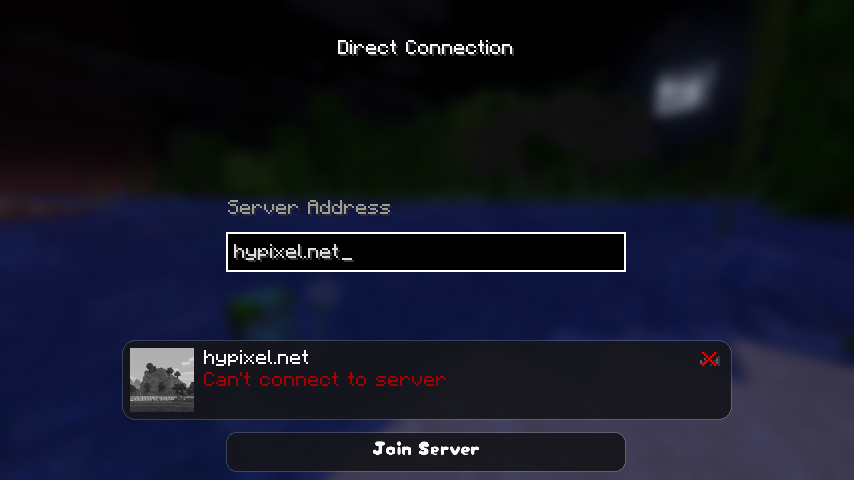 Direct Connection
Server Address
hypixel.net_
hypixel.net
Can't connect to server
Join Server